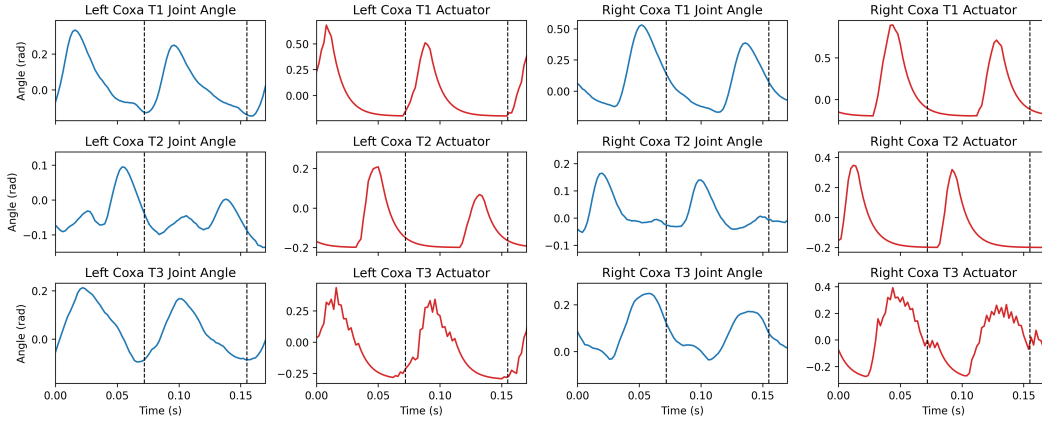 Left Coxa T1 Joint Angle
Left Coxa T1 Actuator
Right Coxa T1 Joint Angle
Right Coxa T1 Actuator
Angle (rad)
0.2
0.0
0.50
0.25
0.00
0.50
0.25
0.00
0.5
0.0
Left Coxa T2 Joint Angle
Left Coxa T2 Actuator
Right Coxa T2 Joint Angle
Right Coxa T2 Actuator
Angle (rad)
0.1
0.0
−0.1
0.2
0.0
−0.2
0.2
0.1
0.0
−0.1
0.4
0.2
0.0
−0.2
Left Coxa T3 Joint Angle
Left Coxa T3 Actuator
Right Coxa T3 Joint Angle
Right Coxa T3 Actuator
Angle (rad)
0.2
0.0
0.25
0.00
−0.25
0.2
0.0
0.4
0.2
0.0
−0.2
0.00 0.05 0.10 0.15
0.00 0.05 0.10 0.15
0.00 0.05 0.10 0.15
0.00 0.05 0.10 0.15
Time (s)
Time (s)
Time (s)
Time (s)